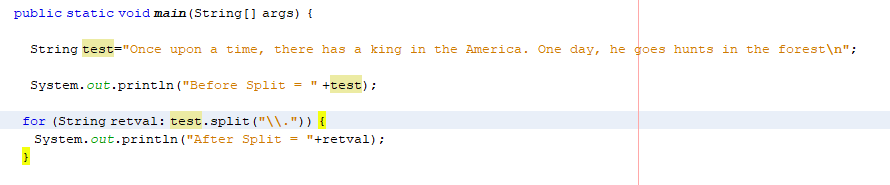 public static void main(String[] args) {
String test="Once upon a time, there has a king in the America. One day, he goes hunts in the forest\n";
System.out.println("Before Split = " +test);
for (String retval: test.split("\\.")) {
System.out.println("After Split = "+retval);
}